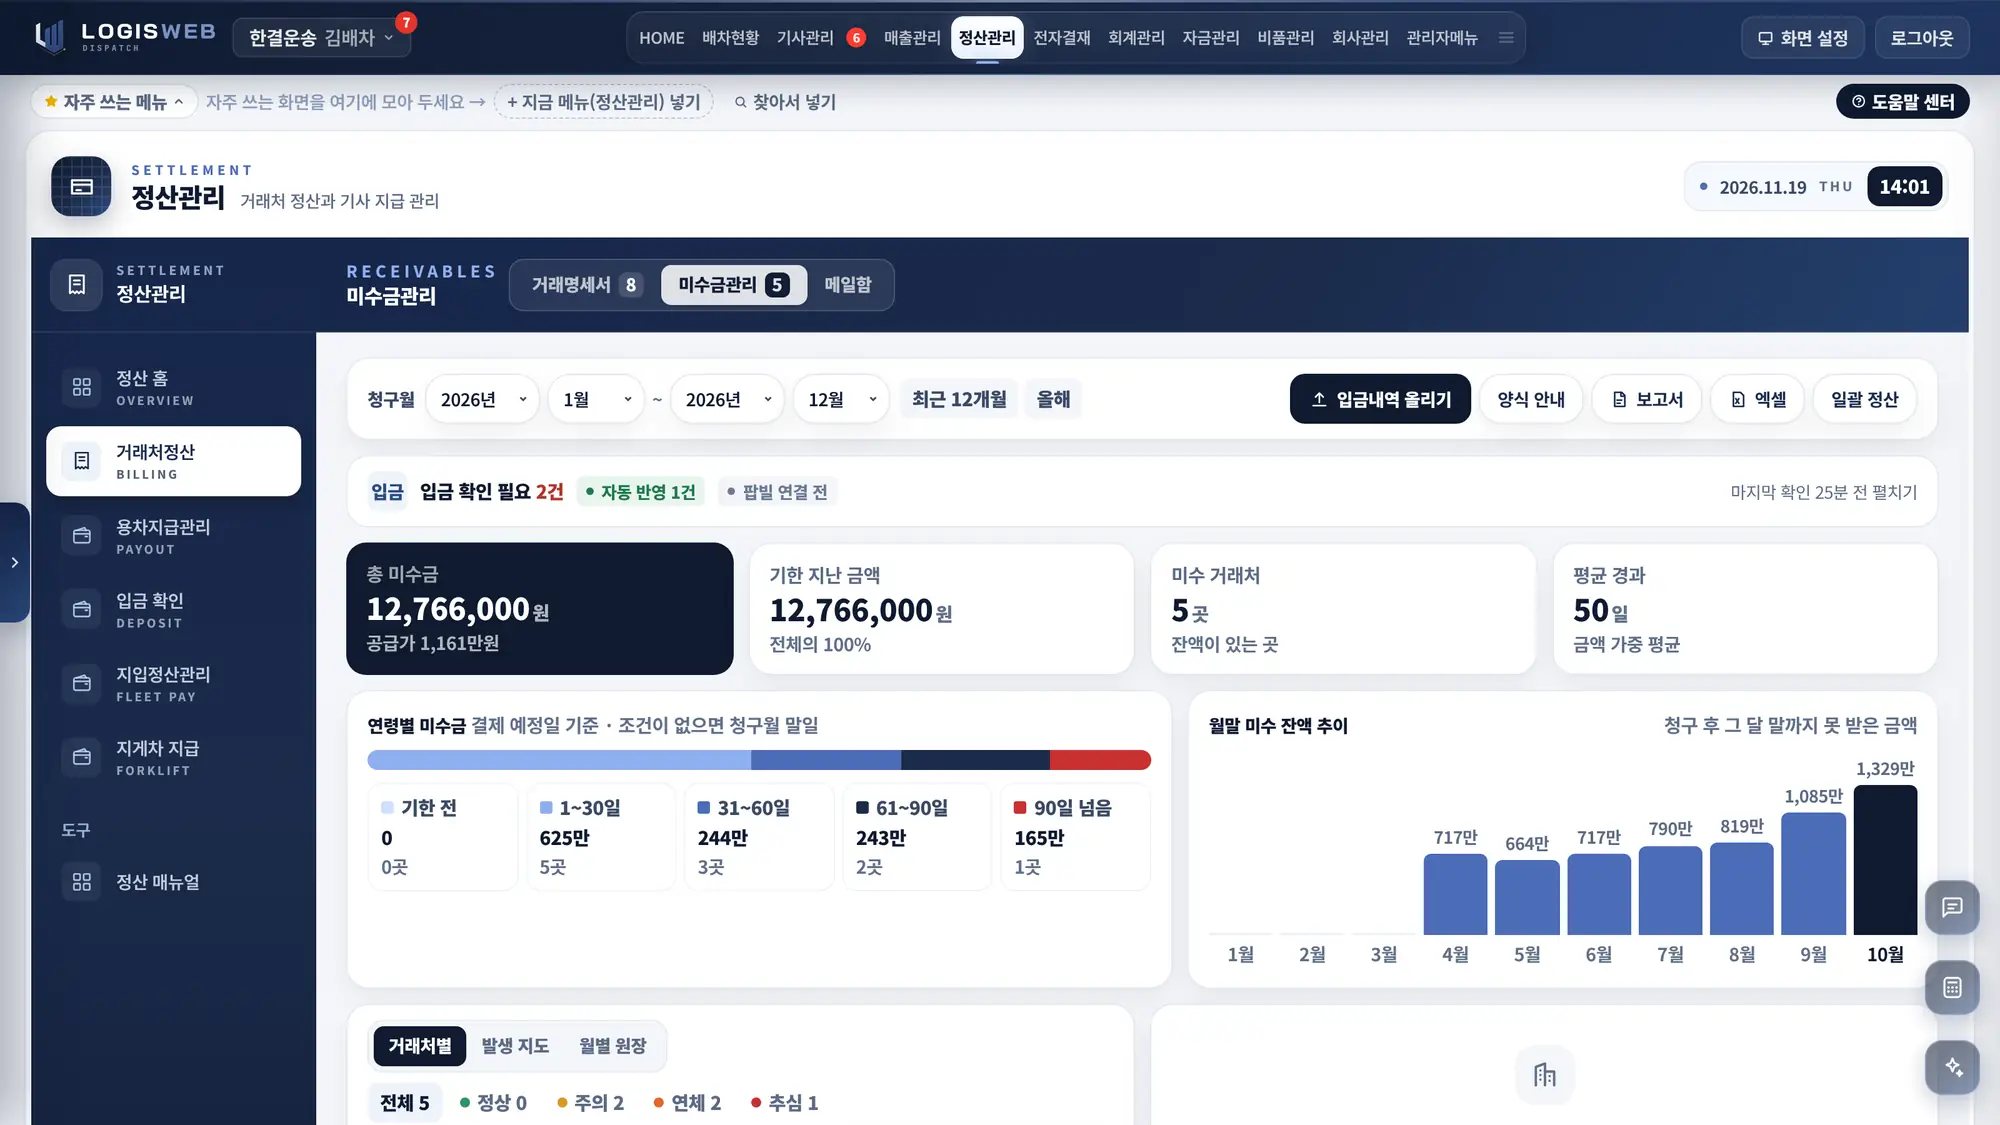 LOGISWEB
DISPATCH
한결운송 김배차
7
HOME 배차현황 기사관리 6 매출관리 정산관리 전자결재 회계관리 자금관리 비품관리 회사관리 관리자메뉴
화면 설정
로그아웃
자주 쓰는 메뉴
자주 쓰는 화면을 여기에 모아 두세요 →
+ 지금 메뉴(정산관리) 넣기
찾아서 넣기
도움말 센터
SETTLEMENT
정산관리 거래처 정산과 기사 지급 관리
2026.11.19 THU 14:01
SETTLEMENT
정산관리
RECEIVABLES
미수금관리
거래명세서 8
미수금관리 5
메일함
정산 홈
OVERVIEW
거래처정산
BILLING
용차지급관리
PAYOUT
입금 확인
DEPOSIT
지입정산관리
FLEET PAY
지게차 지급
FORKLIFT
도구
정산 매뉴얼
청구월 2026년 1월 ~ 2026년 12월 최근 12개월 올해
입금내역 올리기
양식 안내
보고서
엑셀
일괄 정산
입금 입금 확인 필요 2건 자동 반영 1건 팝빌 연결 전
마지막 확인 25분 전 펼치기
총 미수금
12,766,000원
공급가 1,161만원
기한 지난 금액
12,766,000원
전체의 100%
미수 거래처
5곳
잔액이 있는 곳
평균 경과
50일
금액 가중 평균
연령별 미수금 결제 예정일 기준 · 조건이 없으면 청구월 말일
기한 전
0
0곳
1~30일
625만
5곳
31~60일
244만
3곳
61~90일
243만
2곳
90일 넘음
165만
1곳
월말 미수 잔액 추이
청구 후 그 달 말까지 못 받은 금액
717만 664만 717만 790만 819만 1,085만 1,329만
1월 2월 3월 4월 5월 6월 7월 8월 9월 10월
거래처별 발생 지도 월별 원장
전체 5 정상 0 주의 2 연체 2 추심 1